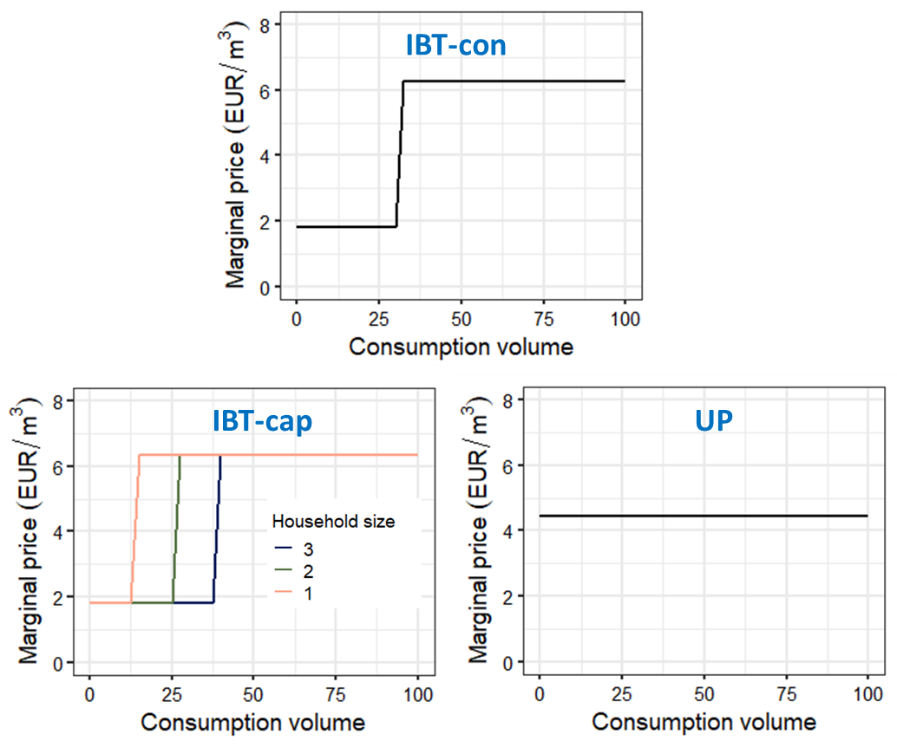 IBT-con
Marginal price (EUR/m³)
8
6
4
2
0
0 25 50 75 100
Consumption volume
IBT-cap
Marginal price (EUR/m³)
8
6
4
2
0
Household size
3
2
1
0 25 50 75 100
Consumption volume
UP
Marginal price (EUR/m³)
8
6
4
2
0
0 25 50 75 100
Consumption volume